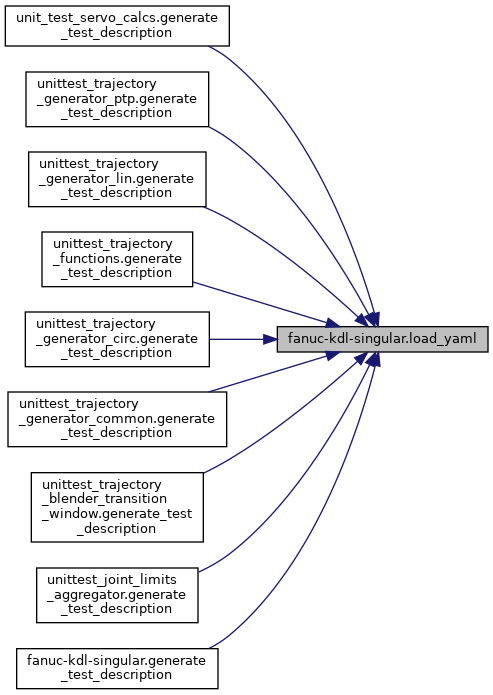 unit_test_servo_calcs.generate
_test_description
unittest_trajectory
_generator_ptp.generate
_test_description
unittest_trajectory
_generator_lin.generate
_test_description
unittest_trajectory
_functions.generate
_test_description
unittest_trajectory
_generator_circ.generate
_test_description
fanuc-kdl-singular.load_yaml
unittest_trajectory
_generator_common.generate
_test_description
unittest_trajectory
_blender_transition
_window.generate_test
_description
unittest_joint_limits
_aggregator.generate
_test_description
fanuc-kdl-singular.generate
_test_description